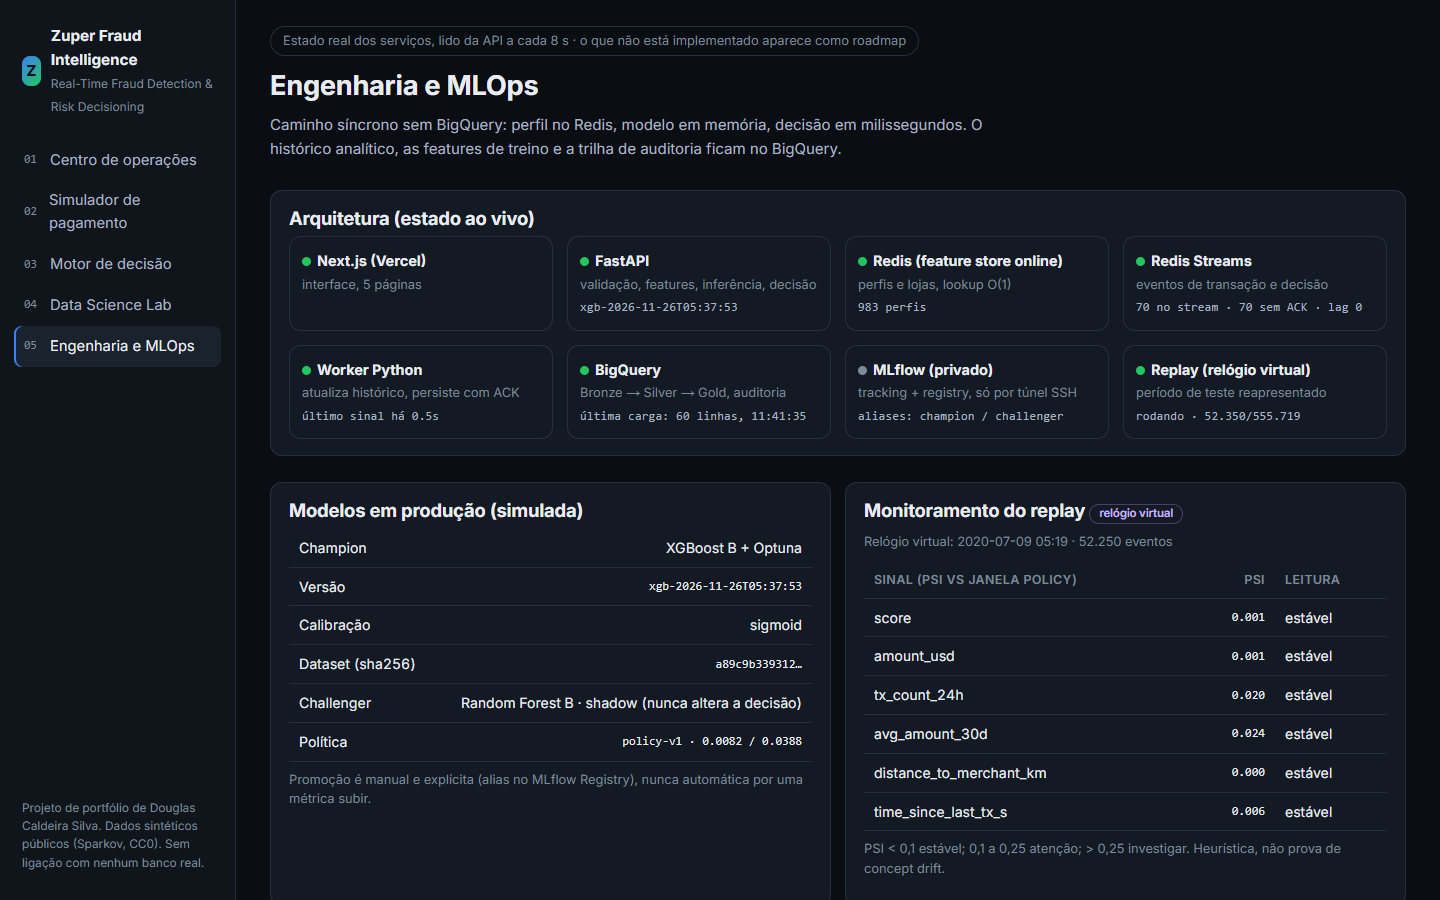 Zuper Fraud
Intelligence
Z
Real-Time Fraud Detection &
Risk Decisioning
01 Centro de operações
02 Simulador de
pagamento
03 Motor de decisão
04 Data Science Lab
05 Engenharia e MLOps
Projeto de portfólio de Douglas
Caldeira Silva. Dados sintéticos
públicos (Sparkov, CC0). Sem
ligação com nenhum banco real.
Estado real dos serviços, lido da API a cada 8 s · o que não está implementado aparece como roadmap
Engenharia e MLOps
Caminho síncrono sem BigQuery: perfil no Redis, modelo em memória, decisão em milissegundos. O
histórico analítico, as features de treino e a trilha de auditoria ficam no BigQuery.
Arquitetura (estado ao vivo)
Next.js (Vercel)
interface, 5 páginas
FastAPI
validação, features, inferência, decisão
xgb-2026-11-26T05:37:53
Redis (feature store online)
perfis e lojas, lookup O(1)
983 perfis
Redis Streams
eventos de transação e decisão
70 no stream · 70 sem ACK · lag 0
Worker Python
atualiza histórico, persiste com ACK
último sinal há 0.5s
BigQuery
Bronze → Silver → Gold, auditoria
última carga: 60 linhas, 11:41:35
MLflow (privado)
tracking + registry, só por túnel SSH
aliases: champion / challenger
Replay (relógio virtual)
período de teste reapresentado
rodando · 52.350/555.719
Modelos em produção (simulada)
Champion XGBoost B + Optuna
Versão xgb-2026-11-26T05:37:53
Calibração sigmoid
Dataset (sha256) a89c9b339312…
Challenger Random Forest B · shadow (nunca altera a decisão)
Política policy-v1 · 0.0082 / 0.0388
Promoção é manual e explícita (alias no MLflow Registry), nunca automática por uma
métrica subir.
Monitoramento do replay relógio virtual
Relógio virtual: 2020-07-09 05:19 · 52.250 eventos
SINAL (PSI VS JANELA POLICY) PSI LEITURA
score 0.001 estável
amount_usd 0.001 estável
tx_count_24h 0.020 estável
avg_amount_30d 0.024 estável
distance_to_merchant_km 0.000 estável
time_since_last_tx_s 0.006 estável
PSI < 0,1 estável; 0,1 a 0,25 atenção; > 0,25 investigar. Heurística, não prova de
concept drift.